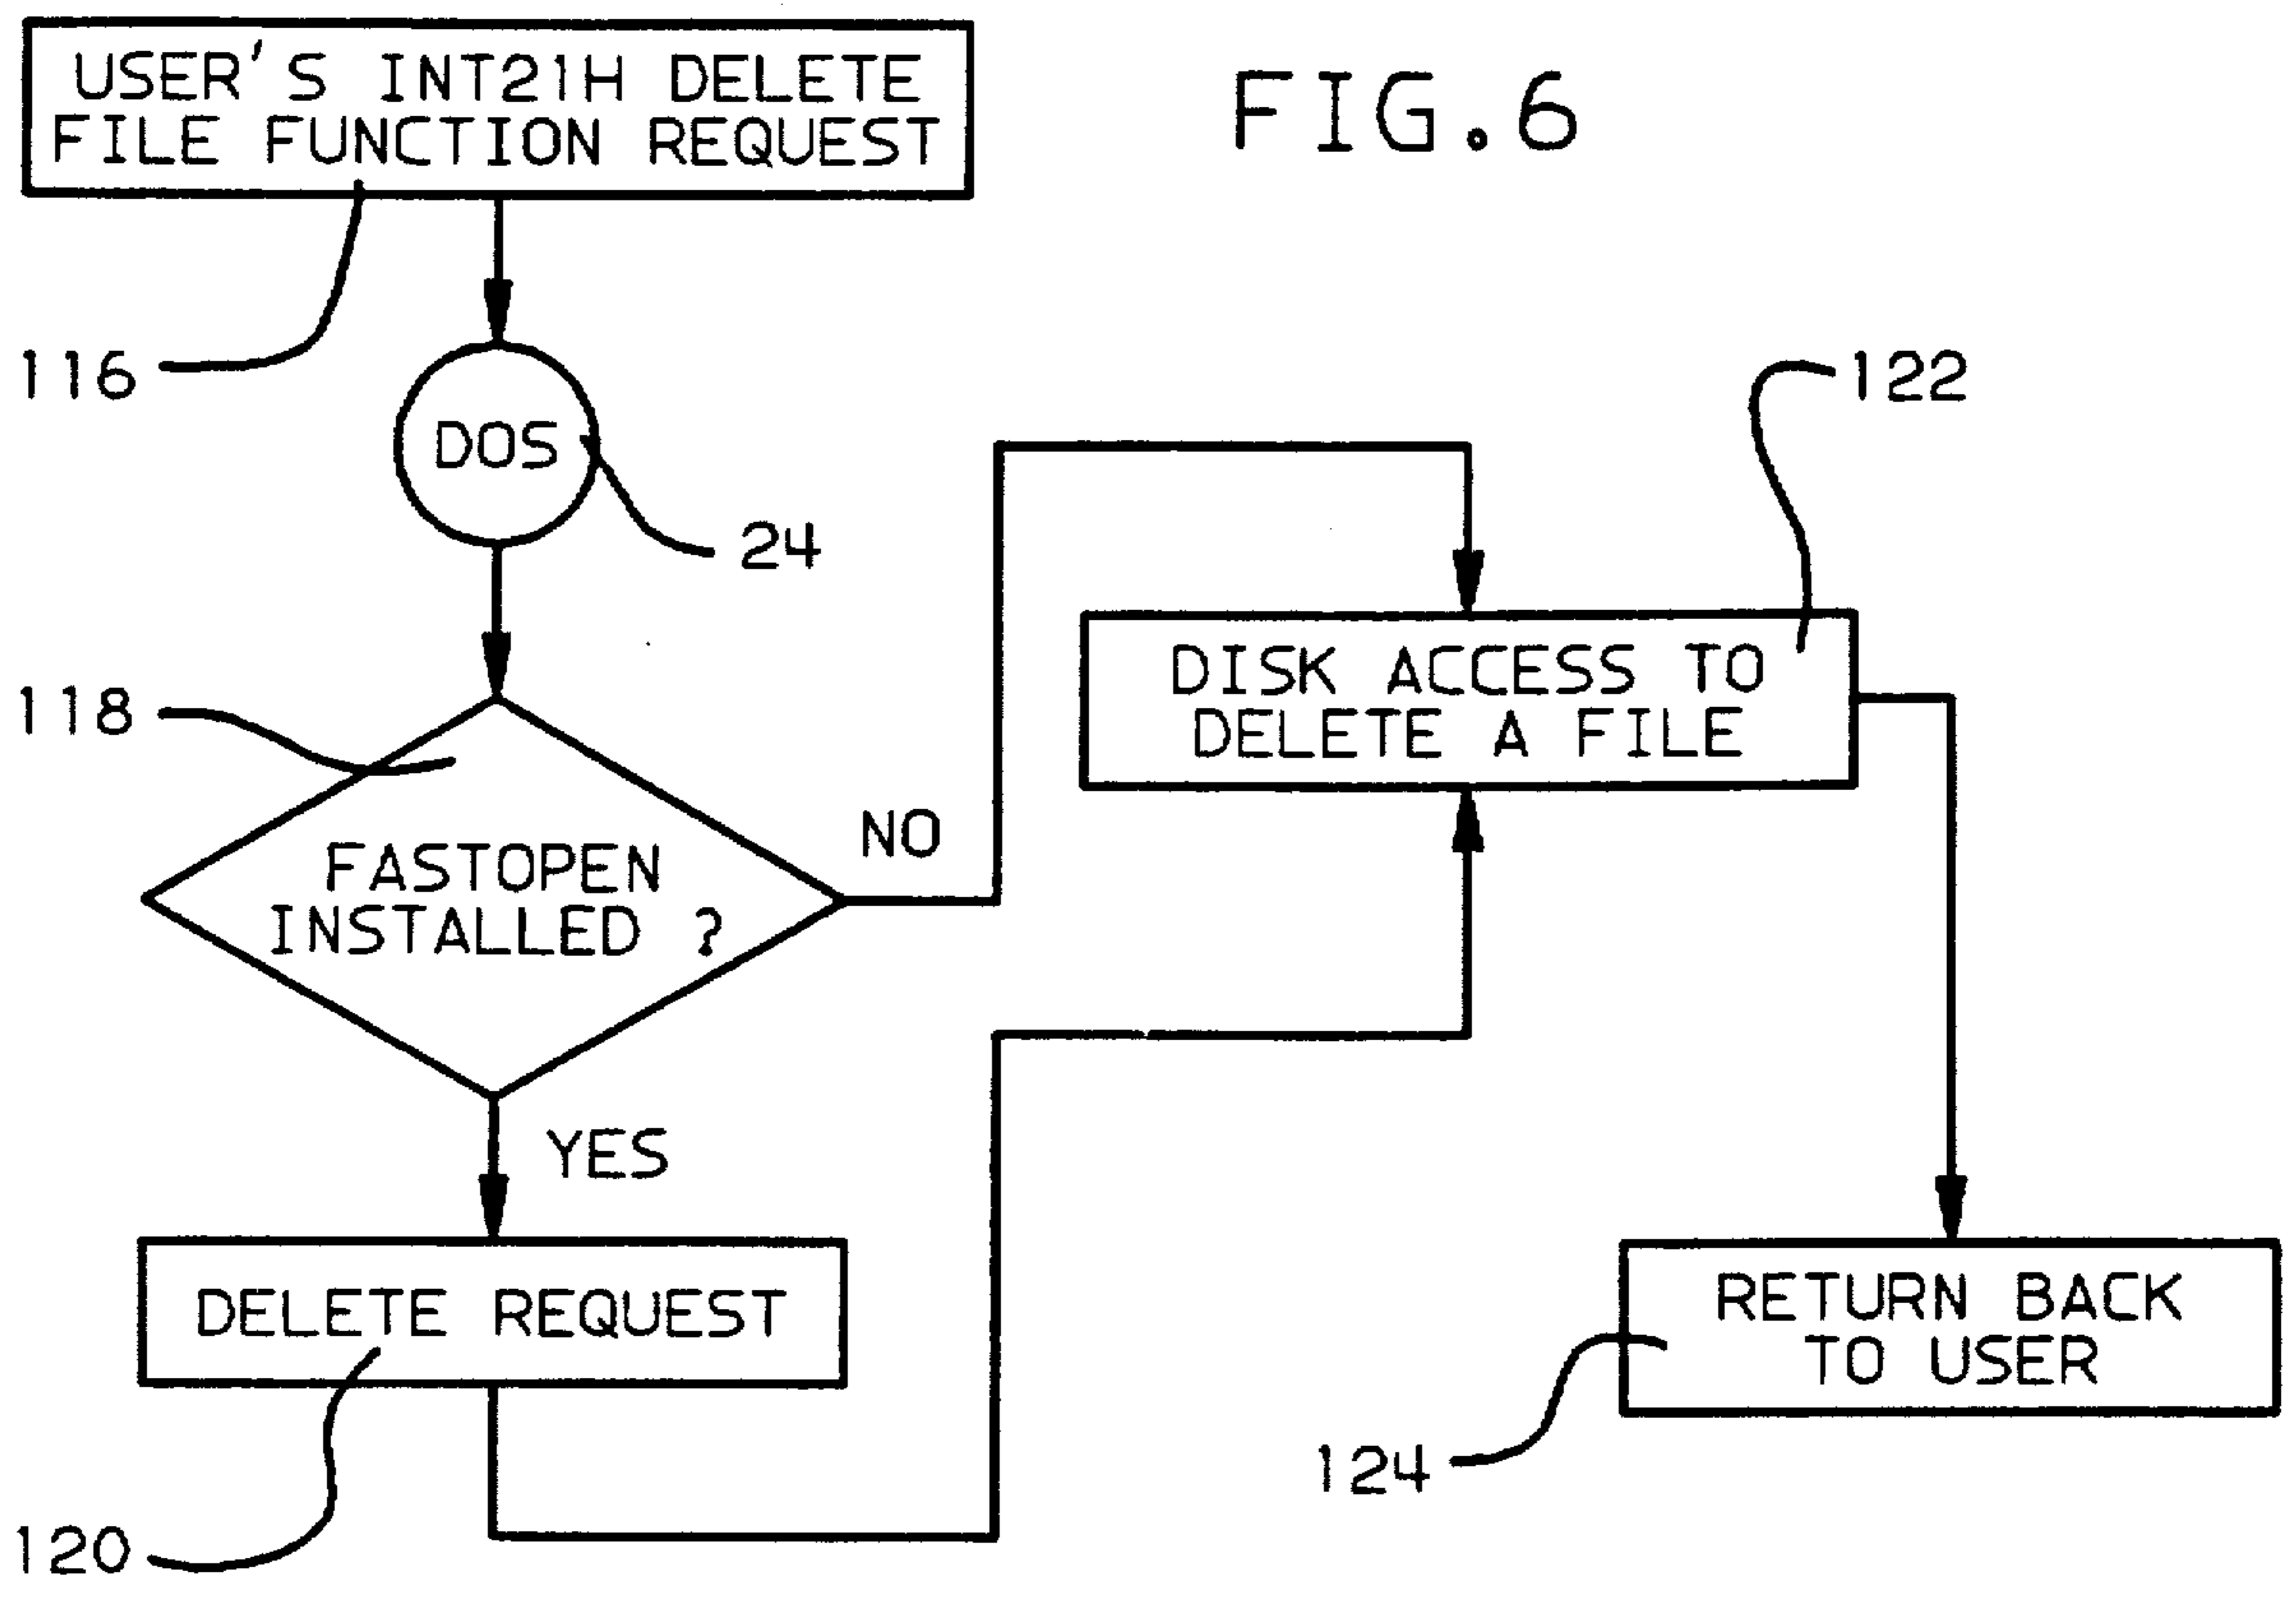 USER'S INT21H DELETE
FILE FUNCTION REQUEST
FIG.6
116
DOS
24
122
118
DISK ACCESS TO
DELETE A FILE
NO
FASTOPEN
INSTALLED ?
YES
DELETE REQUEST
RETURN BACK
TO USER
124
120